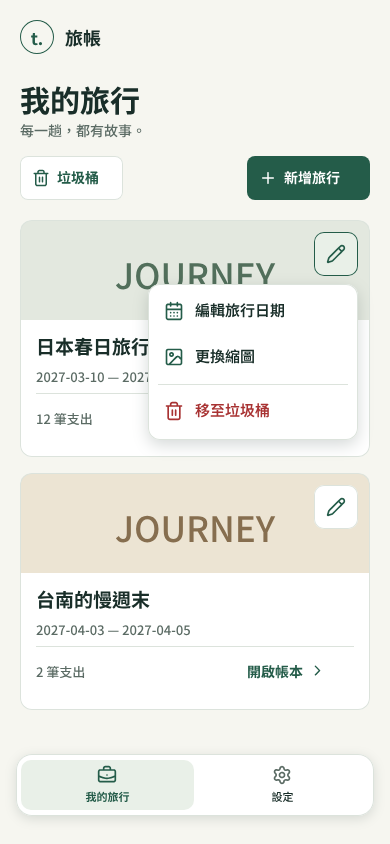 t. 旅帳
我的旅行
每一趟，都有故事。
垃圾桶
新增旅行
JOURNEY
編輯旅行日期
更換縮圖
移至垃圾桶
日本春日旅行
2027-03-10 — 2027
12 筆支出
JOURNEY
台南的慢週末
2027-04-03 — 2027-04-05
2 筆支出
開啟帳本
我的旅行
設定